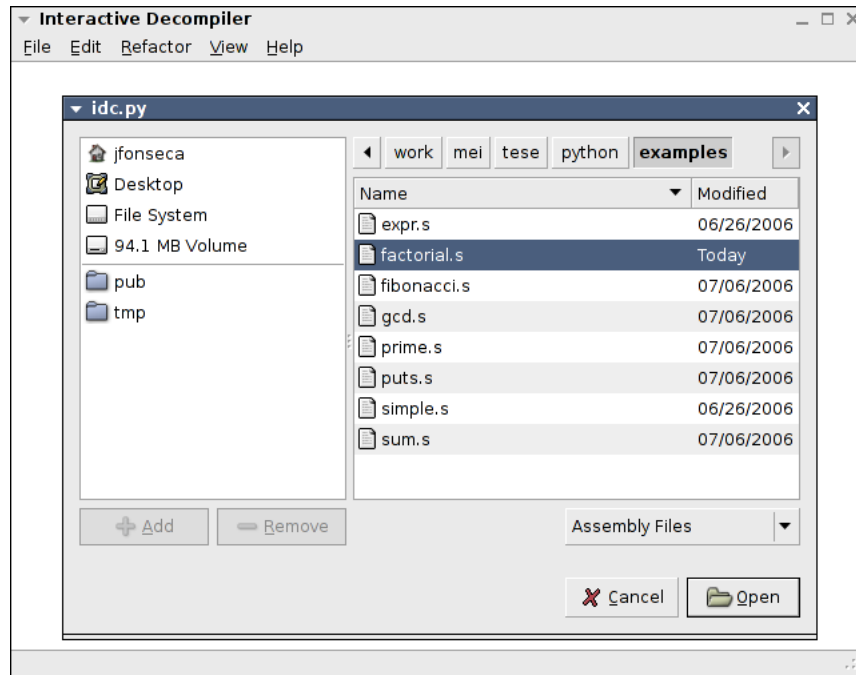 Interactive Decompiler
File Edit Refactor View Help
idc.py
jfonseca
Desktop
File System
94.1 MB Volume
pub
tmp
Add Remove
work mei tese python examples
Name Modified
expr.s 06/26/2006
factorial.s Today
fibonacci.s 07/06/2006
gcd.s 07/06/2006
prime.s 07/06/2006
puts.s 07/06/2006
simple.s 06/26/2006
sum.s 07/06/2006
Assembly Files
Cancel Open